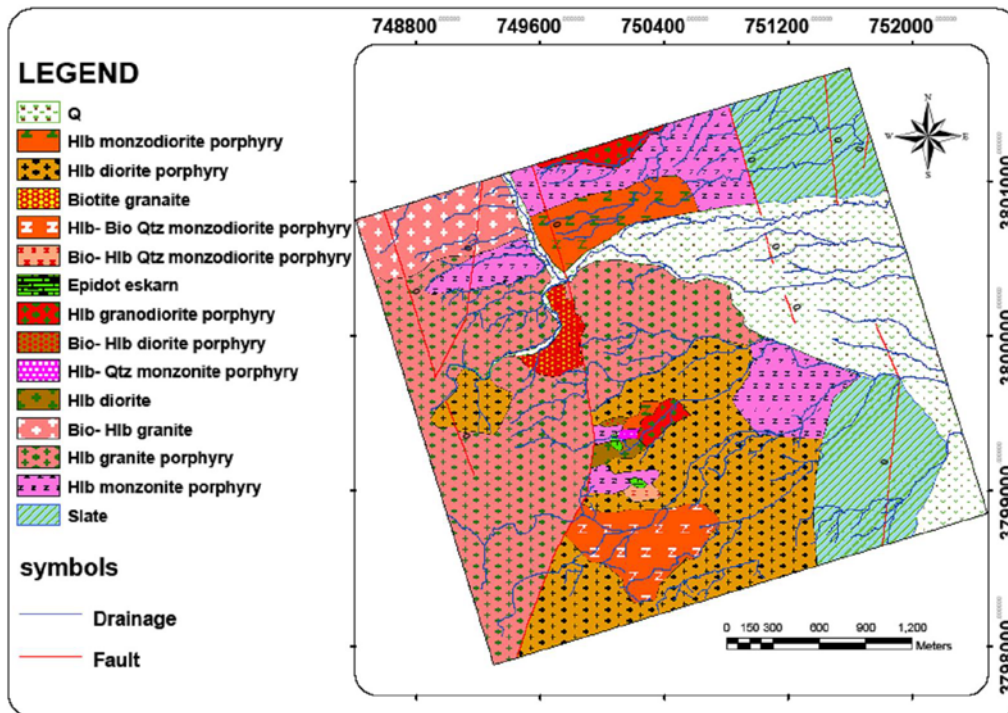 748800 749600 750400 751200 752000
LEGEND
Q
Hlb monzodiorite porphyry
Hlb diorite porphyry
Biotite granaite
Hlb- Bio Qtz monzodiorite porphyry
Bio- Hlb Qtz monzodiorite porphyry
Epidot eskarn
Hlb granodiorite porphyry
Bio- Hlb diorite porphyry
Hlb- Qtz monzonite porphyry
Hlb diorite
Bio- Hlb granite
Hlb granite porphyry
Hlb monzonite porphyry
Slate
symbols
Drainage
Fault
N
W E
S
3801000
3800000
3799000
3798000
0 150 300 600 900 1,200
Meters